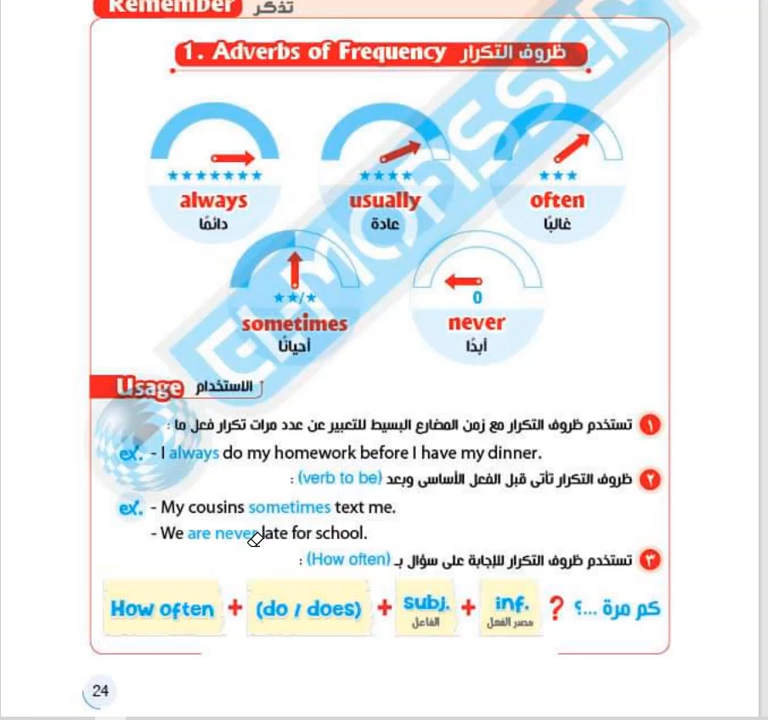 Remember تذكر
1. Adverbs of Frequency ظروف التكرار
always usually often
دائمًا عادة غالبًا
0
sometimes never
أحيانًا أبدًا
Usage الاستخدام
١ تستخدم ظروف التكرار مع زمن المضارع البسيط للتعبير عن عدد مرات تكرار فعل ما :
ex. - I always do my homework before I have my dinner.
٢ ظروف التكرار تأتى قبل الفعل الأساسى وبعد (verb to be) :
ex. - My cousins sometimes text me.
- We are never late for school.
٣ تستخدم ظروف التكرار للإجابة على سؤال بـ (How often) :
How often + (do / does) + subj. + inf. ? كم مرة ...؟
الفاعل مصدر الفعل
24
ELMOASSER